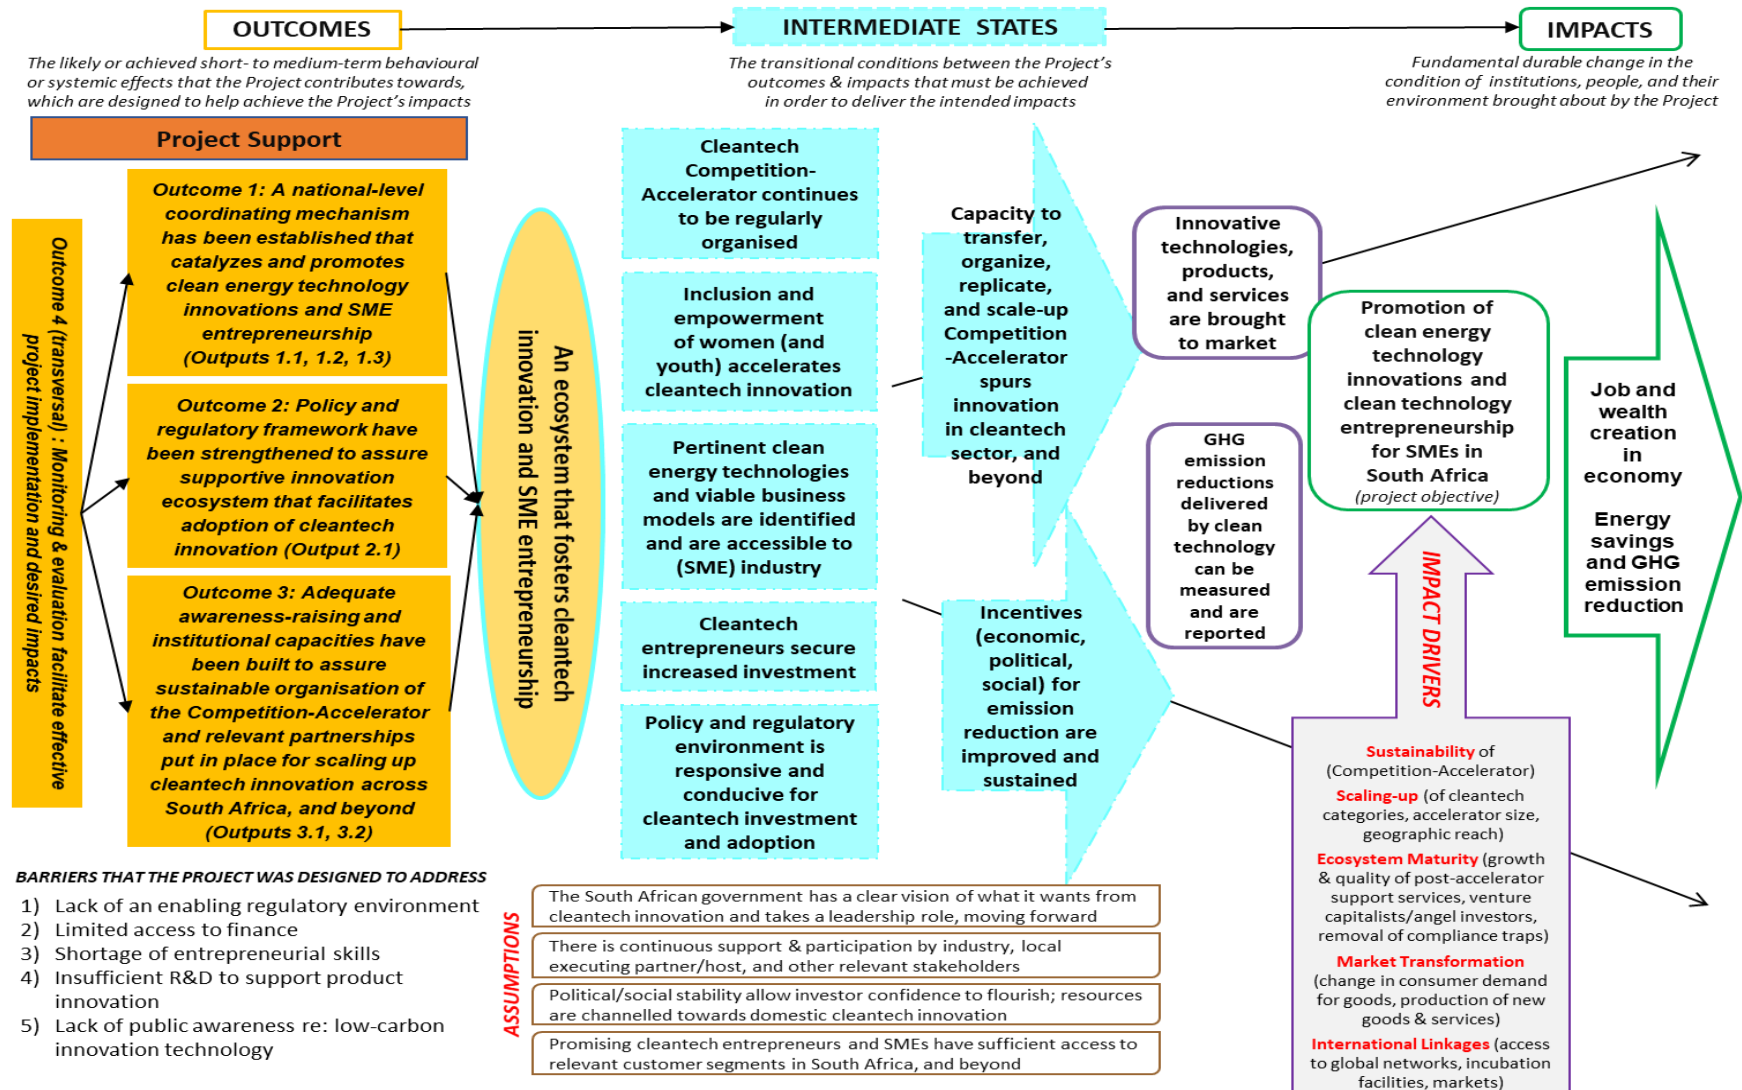 OUTCOMES
INTERMEDIATE STATES
IMPACTS
The likely or achieved short- to medium-term behavioural
or systemic effects that the Project contributes towards,
which are designed to help achieve the Project's impacts
The transitional conditions between the Project's
outcomes & impacts that must be achieved
in order to deliver the intended impacts
Fundamental durable change in the
condition of institutions, people, and their
environment brought about by the Project
Project Support
Outcome 4 (transversal) : Monitoring & evaluation facilitate effective
project implementation and desired impacts
Outcome 1: A national-level
coordinating mechanism
has been established that
catalyzes and promotes
clean energy technology
innovations and SME
entrepreneurship
(Outputs 1.1, 1.2, 1.3)
Outcome 2: Policy and
regulatory framework have
been strengthened to assure
supportive innovation
ecosystem that facilitates
adoption of cleantech
innovation (Output 2.1)
Outcome 3: Adequate
awareness-raising and
institutional capacities have
been built to assure
sustainable organisation of
the Competition-Accelerator
and relevant partnerships
put in place for scaling up
cleantech innovation across
South Africa, and beyond
(Outputs 3.1, 3.2)
An ecosystem that fosters cleantech
innovation and SME entrepreneurship
Cleantech
Competition-
Accelerator continues
to be regularly
organised
Inclusion and
empowerment
of women (and
youth) accelerates
cleantech innovation
Pertinent clean
energy technologies
and viable business
models are identified
and are accessible to
(SME) industry
Cleantech
entrepreneurs secure
increased investment
Policy and regulatory
environment is
responsive and
conducive for
cleantech investment
and adoption
Capacity to
transfer,
organize,
replicate,
and scale-up
Competition
-Accelerator
spurs
innovation
in cleantech
sector, and
beyond
Incentives
(economic,
political,
social) for
emission
reduction are
improved and
sustained
Innovative
technologies,
products,
and services
are brought
to market
GHG
emission
reductions
delivered
by clean
technology
can be
measured
and are
reported
Promotion of
clean energy
technology
innovations and
clean technology
entrepreneurship
for SMEs in
South Africa
(project objective)
IMPACT DRIVERS
Sustainability of
(Competition-Accelerator)
Scaling-up (of cleantech
categories, accelerator size,
geographic reach)
Ecosystem Maturity (growth
& quality of post-accelerator
support services, venture
capitalists/angel investors,
removal of compliance traps)
Market Transformation
(change in consumer demand
for goods, production of new
goods & services)
International Linkages (access
to global networks, incubation
facilities, markets)
Job and
wealth
creation
in
economy
Energy
savings
and GHG
emission
reduction
BARRIERS THAT THE PROJECT WAS DESIGNED TO ADDRESS
1) Lack of an enabling regulatory environment
2) Limited access to finance
3) Shortage of entrepreneurial skills
4) Insufficient R&D to support product
innovation
5) Lack of public awareness re: low-carbon
innovation technology
ASSUMPTIONS
The South African government has a clear vision of what it wants from
cleantech innovation and takes a leadership role, moving forward
There is continuous support & participation by industry, local
executing partner/host, and other relevant stakeholders
Political/social stability allow investor confidence to flourish; resources
are channelled towards domestic cleantech innovation
Promising cleantech entrepreneurs and SMEs have sufficient access to
relevant customer segments in South Africa, and beyond